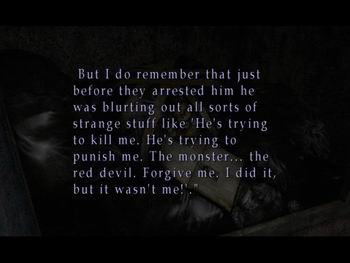 But I do remember that just
before they arrested him he
was blurting out all sorts of
strange stuff like 'He's trying
to kill me. He's trying to
punish me. The monster... the
red devil. Forgive me. I did it,
but it wasn't me!'."